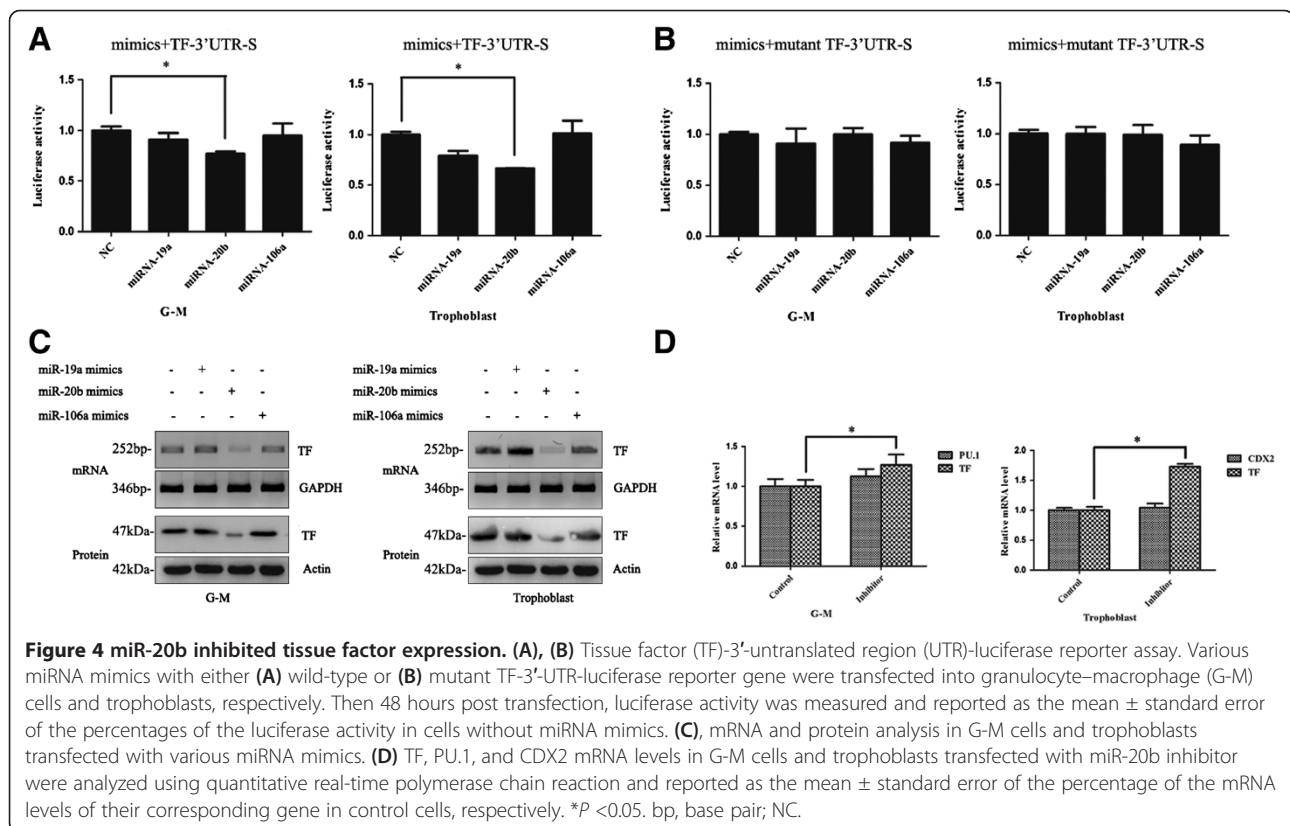 A
mimics+TF-3'UTR-S
Luciferase activity
1.5
1.0
0.5
0.0
NC
miRNA-19a
miRNA-20b
miRNA-106a
G-M
*
mimics+TF-3'UTR-S
Luciferase activity
1.5
1.0
0.5
0.0
NC
miRNA-19a
miRNA-20b
miRNA-106a
Trophoblast
*
B
mimics+mutant TF-3'UTR-S
Luciferase activity
1.5
1.0
0.5
0.0
NC
miRNA-19a
miRNA-20b
miRNA-106a
G-M
mimics+mutant TF-3'UTR-S
Luciferase activity
1.5
1.0
0.5
0.0
NC
miRNA-19a
miRNA-20b
miRNA-106a
Trophoblast
C
miR-19a mimics - + - -
miR-20b mimics - - + -
miR-106a mimics - - - +
mRNA
252bp- TF
346bp- GAPDH
Protein
47kDa- TF
42kDa- Actin
G-M
miR-19a mimics - + - -
miR-20b mimics - - + -
miR-106a mimics - - - +
mRNA
252bp- TF
346bp- GAPDH
Protein
47kDa- TF
42kDa- Actin
Trophoblast
D
Relative mRNA level
1.5
1.0
0.5
0.0
*
PU.1
TF
Control
Inhibitor
G-M
Relative mRNA level
2.0
1.5
1.0
0.5
0.0
*
CDX2
TF
Control
Inhibitor
Trophoblast
Figure 4 miR-20b inhibited tissue factor expression. (A), (B) Tissue factor (TF)-3′-untranslated region (UTR)-luciferase reporter assay. Various
miRNA mimics with either (A) wild-type or (B) mutant TF-3′-UTR-luciferase reporter gene were transfected into granulocyte–macrophage (G-M)
cells and trophoblasts, respectively. Then 48 hours post transfection, luciferase activity was measured and reported as the mean ± standard error
of the percentages of the luciferase activity in cells without miRNA mimics. (C), mRNA and protein analysis in G-M cells and trophoblasts
transfected with various miRNA mimics. (D) TF, PU.1, and CDX2 mRNA levels in G-M cells and trophoblasts transfected with miR-20b inhibitor
were analyzed using quantitative real-time polymerase chain reaction and reported as the mean ± standard error of the percentage of the mRNA
levels of their corresponding gene in control cells, respectively. *P <0.05. bp, base pair; NC.